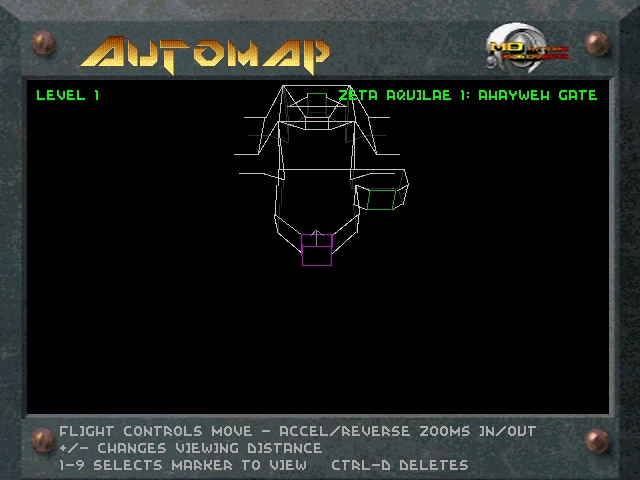 AUTOMAP
LEVEL 1
ZETA AQUILAE 1: AHAYWEH GATE
FLIGHT CONTROLS MOVE - ACCEL/REVERSE ZOOMS IN/OUT
+/- CHANGES VIEWING DISTANCE
1-9 SELECTS MARKER TO VIEW CTRL-D DELETES